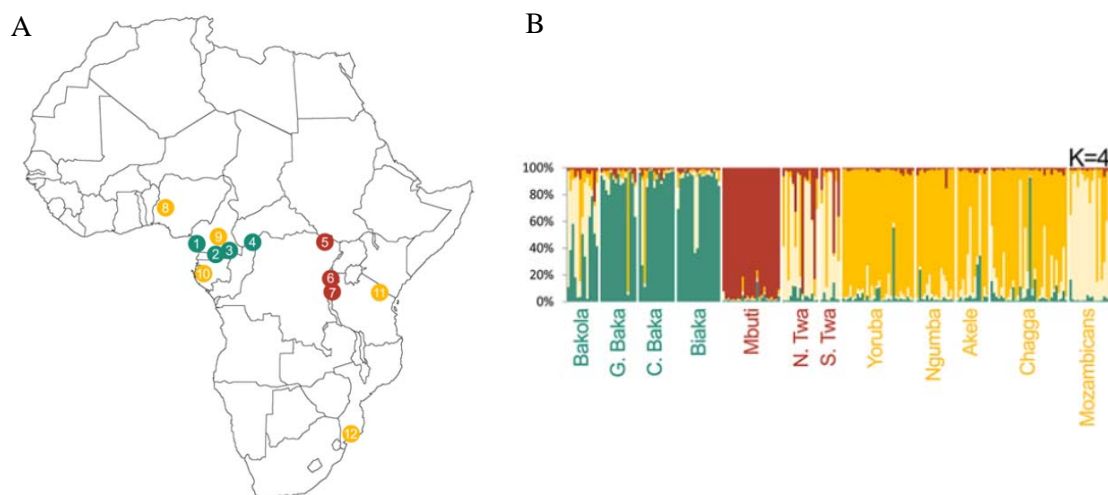 A
B
1
2
3
4
5
6
7
8
9
10
11
12
K=4
100%
80%
60%
40%
20%
0%
Bakola
G. Baka
C. Baka
Biaka
Mbuti
N. Twa
S. Twa
Yoruba
Ngumba
Akele
Chagga
Mozambicans